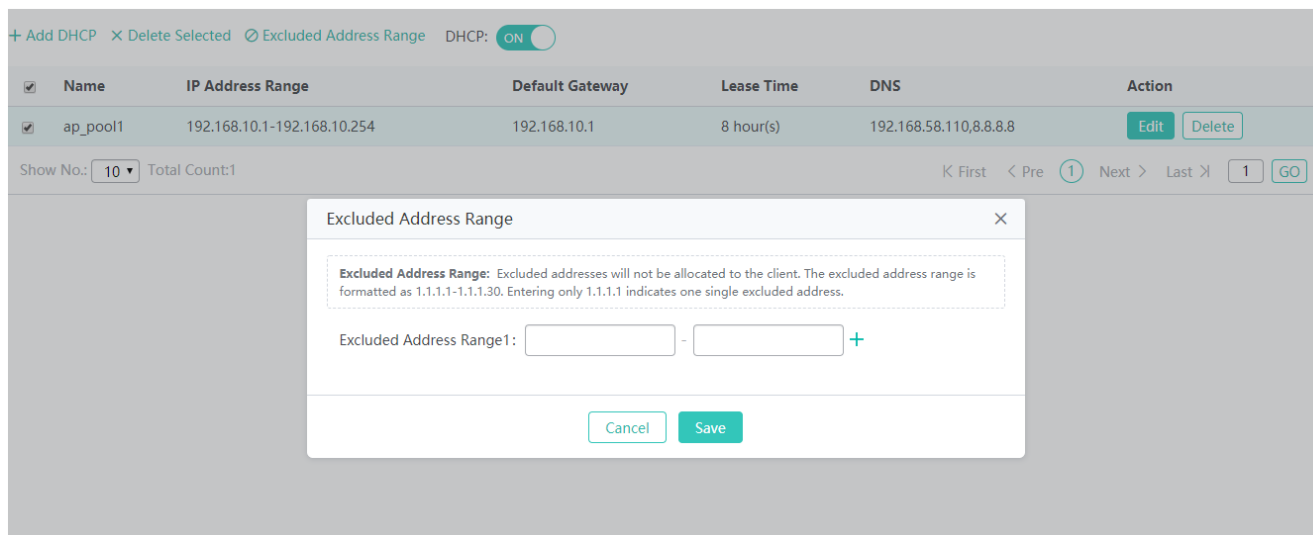 + Add DHCP × Delete Selected ⊘ Excluded Address Range DHCP: ON
Name IP Address Range Default Gateway Lease Time DNS Action
ap_pool1 192.168.10.1-192.168.10.254 192.168.10.1 8 hour(s) 192.168.58.110,8.8.8.8 Edit Delete
Show No.: 10 ▾ Total Count:1 K First < Pre 1 Next > Last >| 1 GO
Excluded Address Range ×
Excluded Address Range: Excluded addresses will not be allocated to the client. The excluded address range is
formatted as 1.1.1.1-1.1.1.30. Entering only 1.1.1.1 indicates one single excluded address.
Excluded Address Range1: - +
Cancel Save